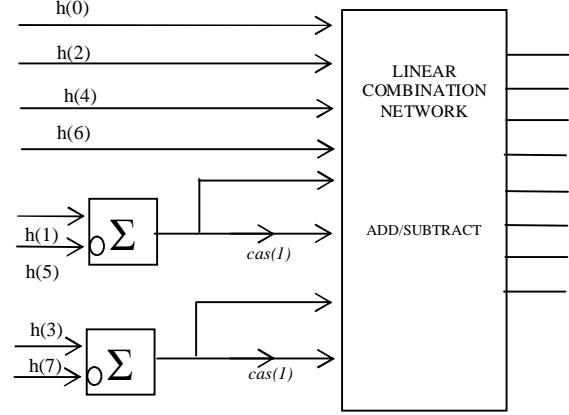 h(0)
h(2)
h(4)
h(6)
h(1)
h(5)
Σ
cas(1)
h(3)
h(7)
Σ
cas(1)
LINEAR
COMBINATION
NETWORK
ADD/SUBTRACT